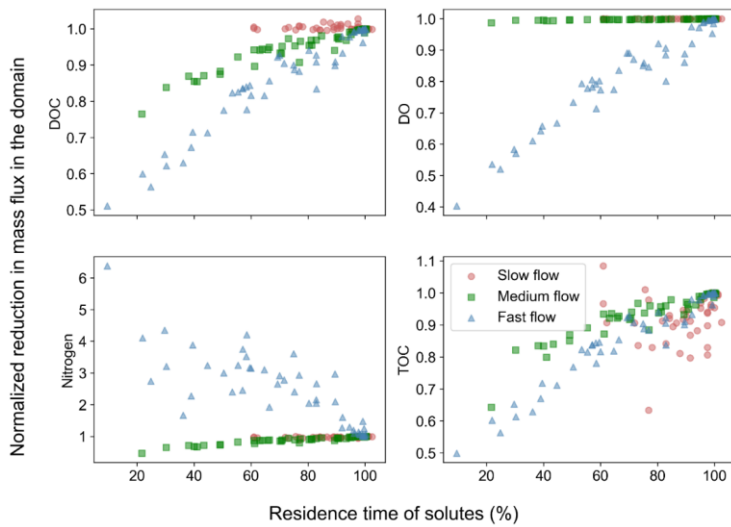 Normalized reduction in mass flux in the domain
DOC
1.0
0.9
0.8
0.7
0.6
0.5
DO
1.0
0.9
0.8
0.7
0.6
0.5
0.4
Nitrogen
6
5
4
3
2
1
20 40 60 80 100
TOC
1.1
1.0
0.9
0.8
0.7
0.6
0.5
Slow flow
Medium flow
Fast flow
20 40 60 80 100
Residence time of solutes (%)